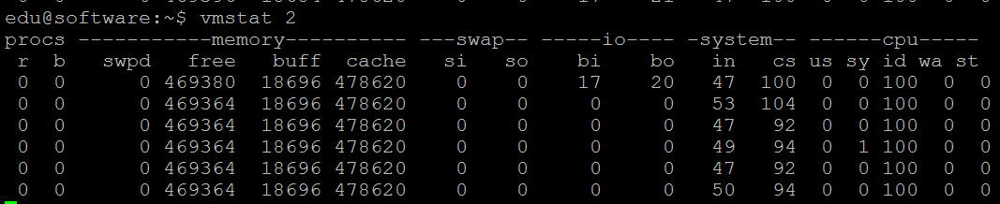 edu@software:~$ vmstat 2
procs -----------memory---------- ---swap-- -----io---- -system-- ------cpu-----
 r  b   swpd   free   buff  cache   si   so    bi    bo   in   cs us sy id wa st
 0  0      0 469380  18696 478620    0    0    17    20   47  100  0  0 100  0  0
 0  0      0 469364  18696 478620    0    0     0     0   53  104  0  0 100  0  0
 0  0      0 469364  18696 478620    0    0     0     0   47   92  0  0 100  0  0
 0  0      0 469364  18696 478620    0    0     0     0   49   94  0  1 100  0  0
 0  0      0 469364  18696 478620    0    0     0     0   47   92  0  0 100  0  0
 0  0      0 469364  18696 478620    0    0     0     0   50   94  0  0 100  0  0